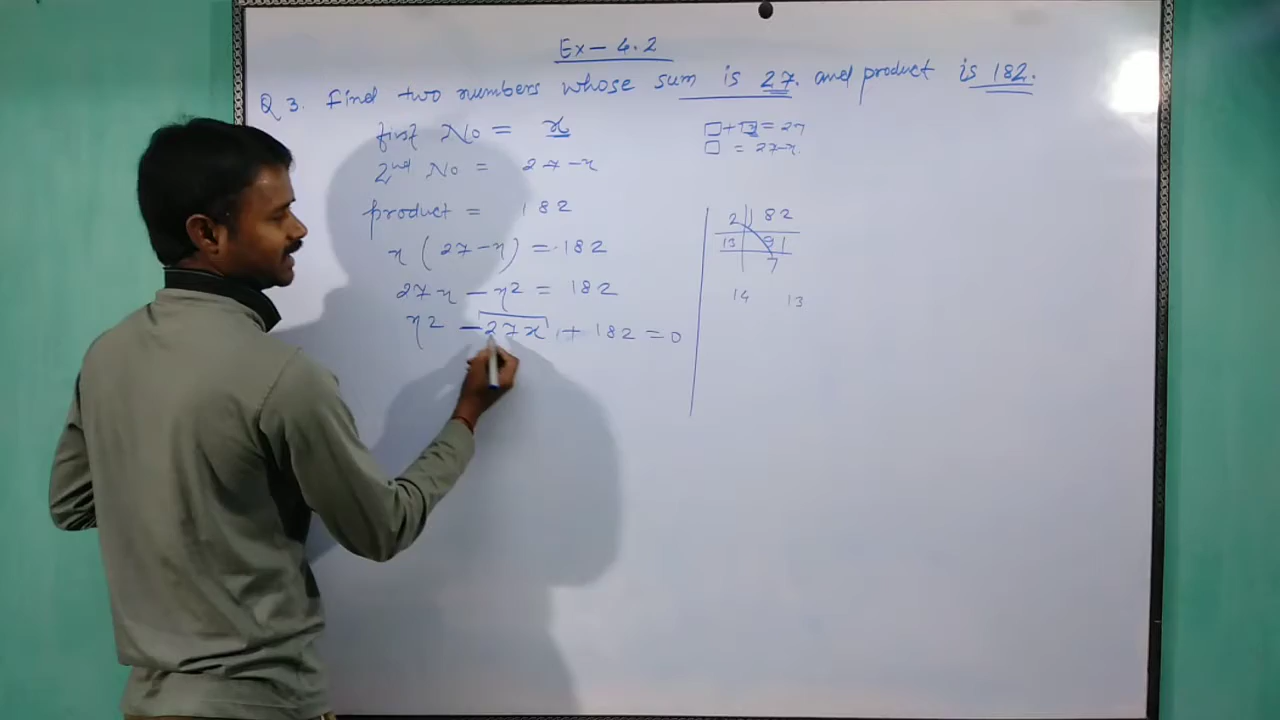 Ex - 4.2
Q 3. Find two numbers whose sum is 27. and product is 182.
first No = x
2nd No = 27-x
product = 182
x (27-x) = 182
27x - x2 = 182
x2 - 27x + 182 = 0
□+□=27
□ = 27-x
2 182
13 91
7
14 13